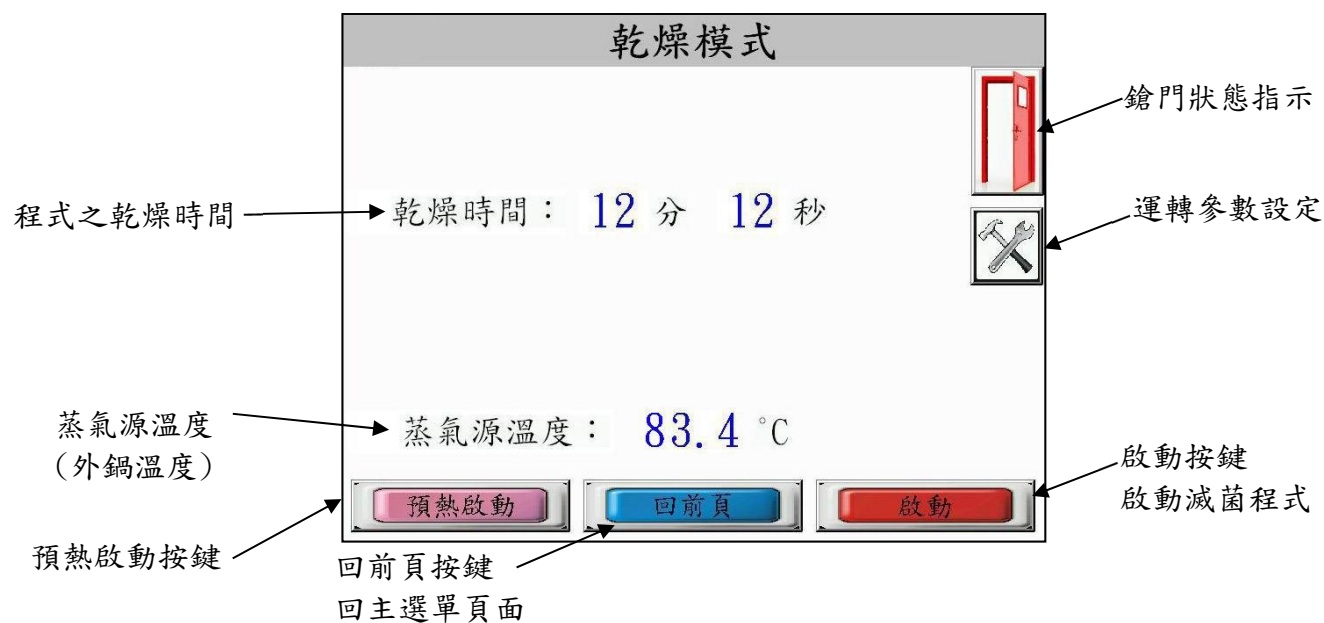 乾燥模式
鎗門狀態指示
程式之乾燥時間
乾燥時間： 12 分 12 秒
運轉參數設定
蒸氣源溫度
（外鍋溫度）
蒸氣源溫度： 83.4 °C
啟動按鍵
啟動滅菌程式
預熱啟動
回前頁
啟動
預熱啟動按鍵
回前頁按鍵
回主選單頁面